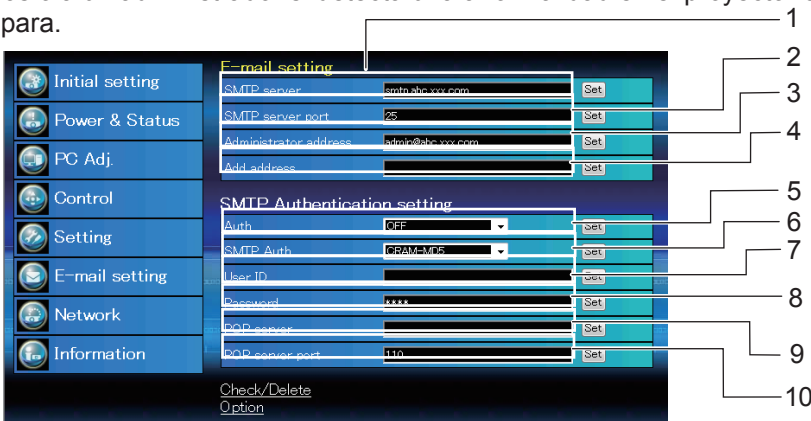 para.
1
E-mail setting
Initial setting
SMTP server smtp.abc.xxx.com Set
2
SMTP server port 25 Set
3
Power & Status
Administrator address admin@abc.xxx.com Set
4
PC Adj.
Add address Set
Control
SMTP Authentication setting
5
Auth OFF Set
6
Setting
SMTP Auth CRAM-MD5 Set
7
E-mail setting
User ID Set
8
Password **** Set
Network
POP server Set
9
Information
POP server port 110 Set
10
Check/Delete
Option